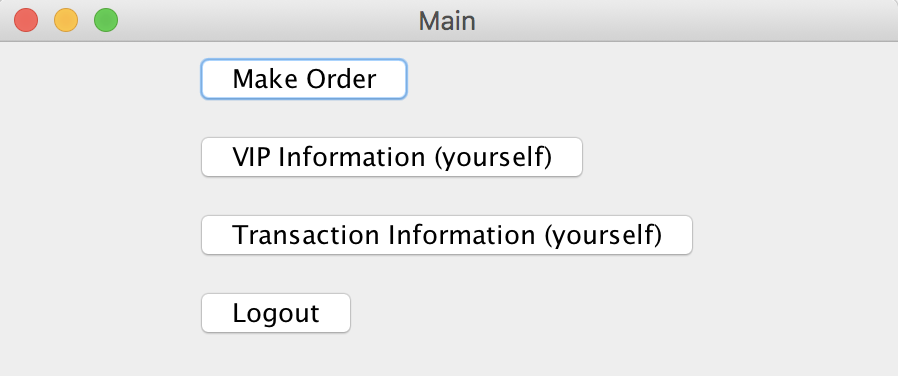 Main
Make Order
VIP Information (yourself)
Transaction Information (yourself)
Logout